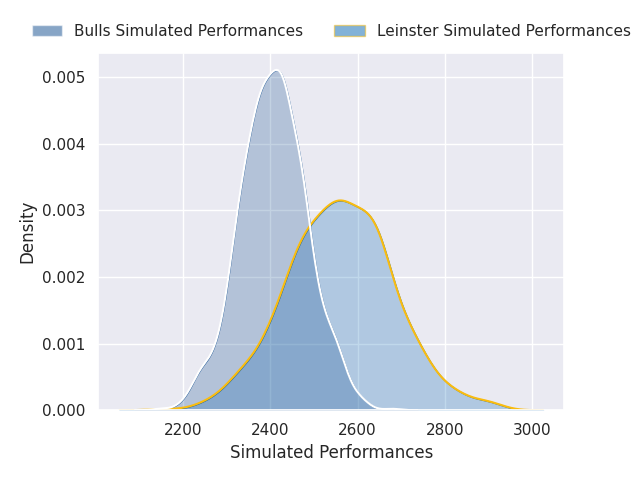 Bulls Simulated Performances
Leinster Simulated Performances
0.005
0.004
0.003
0.002
0.001
0.000
Density
2200
2400
2600
2800
3000
Simulated Performances